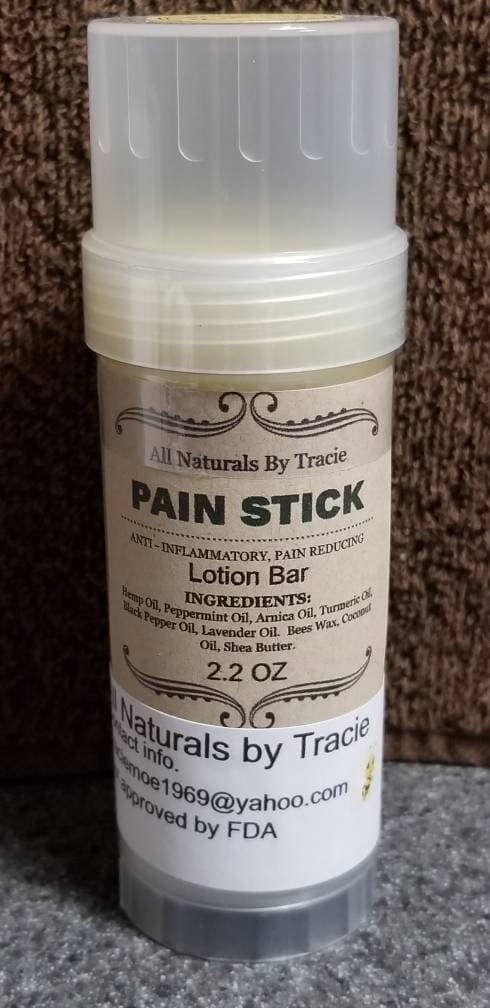 All Naturals By Tracie
PAIN STICK
ANTI - INFLAMMATORY, PAIN REDUCING
Lotion Bar
INGREDIENTS:
Hemp Oil, Peppermint Oil, Arnica Oil, Turmeric Oil,
Black Pepper Oil, Lavender Oil. Bees Wax, Coconut
Oil, Shea Butter.
2.2 OZ
Naturals by Tracie
info.
approved by FDA